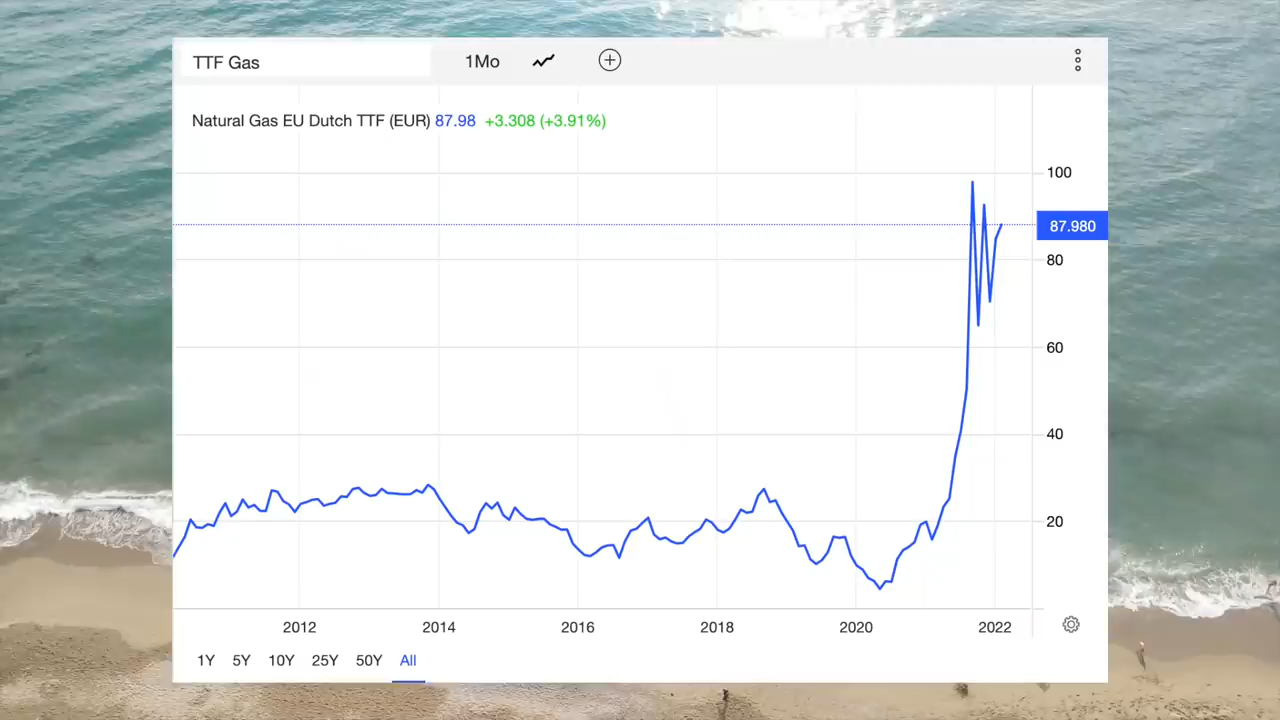 TTF Gas 1Mo
Natural Gas EU Dutch TTF (EUR) 87.98 +3.308 (+3.91%)
100
87.980
80
60
40
20
2012 2014 2016 2018 2020 2022
1Y 5Y 10Y 25Y 50Y All